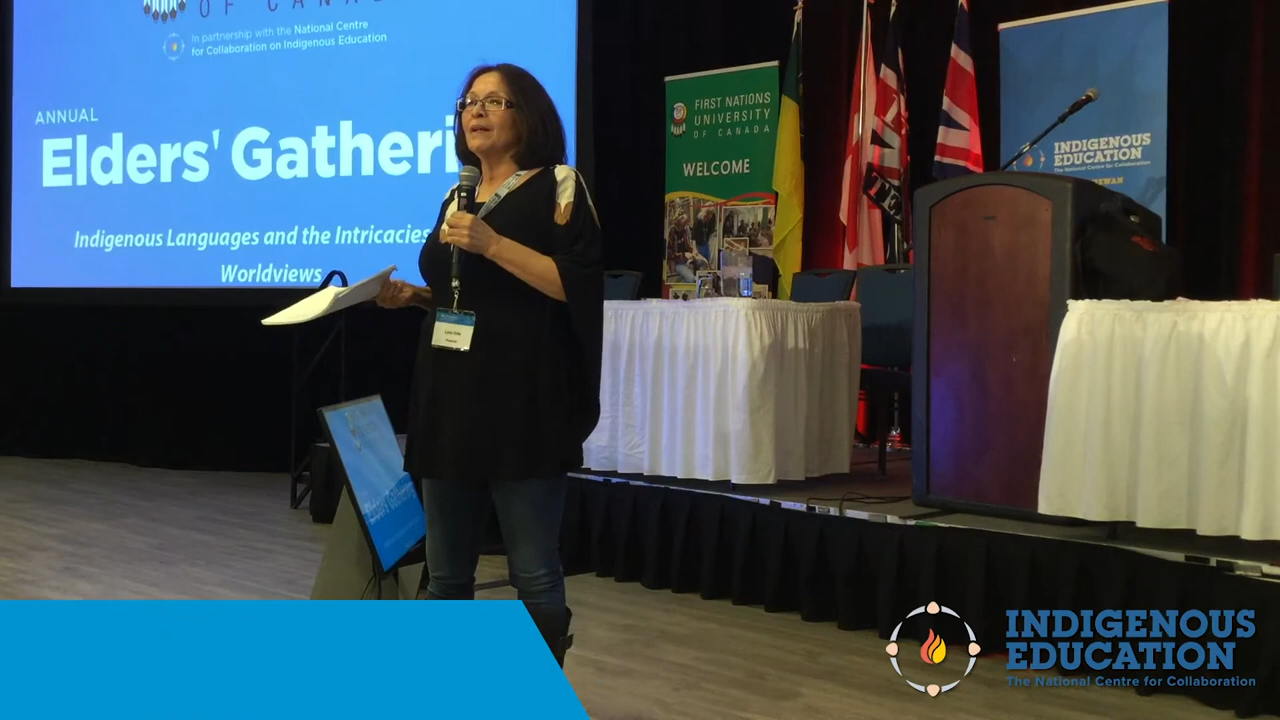 OF CANADA
In partnership with the National Centre
for Collaboration on Indigenous Education
ANNUAL
Elders' Gatheri
Indigenous Languages and the Intricacies
Worldviews
FIRST NATIONS
UNIVERSITY
OF CANADA
WELCOME
INDIGENOUS
EDUCATION
The National Centre for Collaboration
INDIGENOUS
EDUCATION
The National Centre for Collaboration